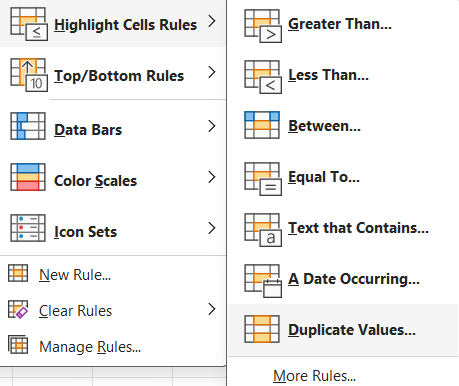 Highlight Cells Rules
Top/Bottom Rules
10
Data Bars
Color Scales
Icon Sets
New Rule...
Clear Rules
Manage Rules...
Greater Than...
Less Than...
Between...
Equal To...
Text that Contains...
a
A Date Occurring...
Duplicate Values...
More Rules...